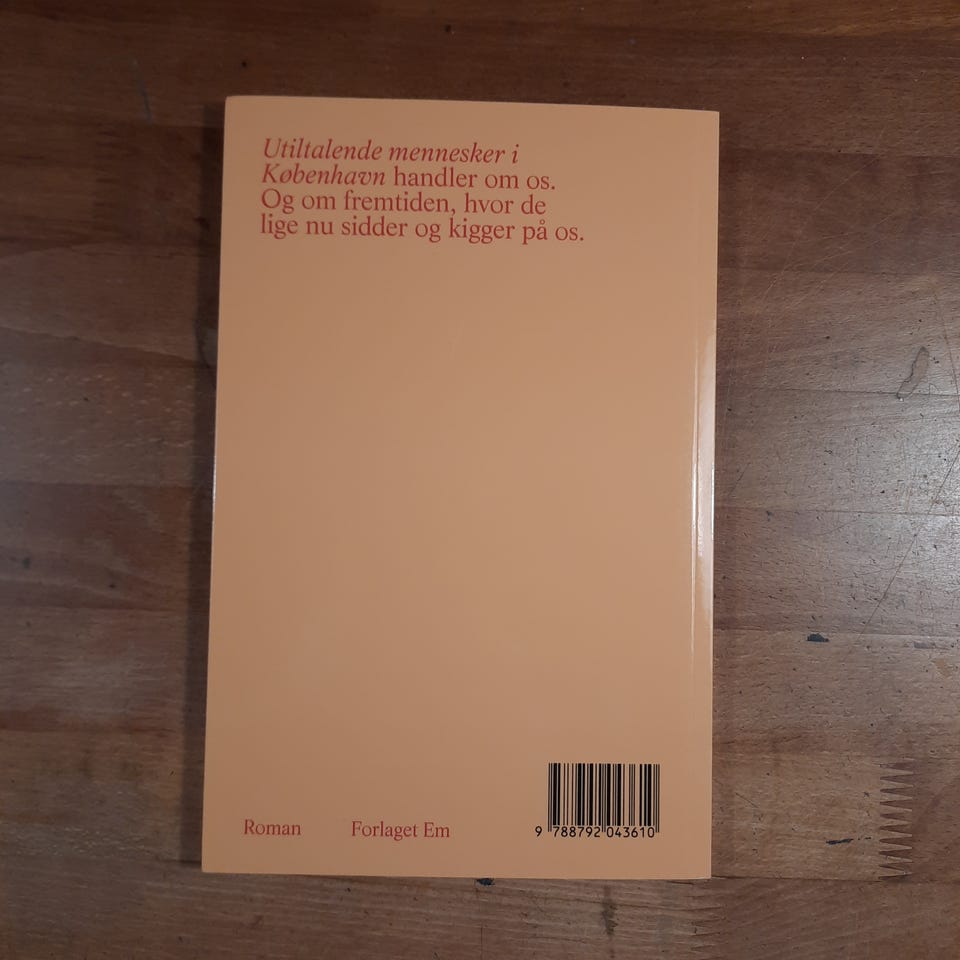 Utiltalende mennesker i
København handler om os.
Og om fremtiden, hvor de
lige nu sidder og kigger på os.
Roman Forlaget Em
9 788792 043610